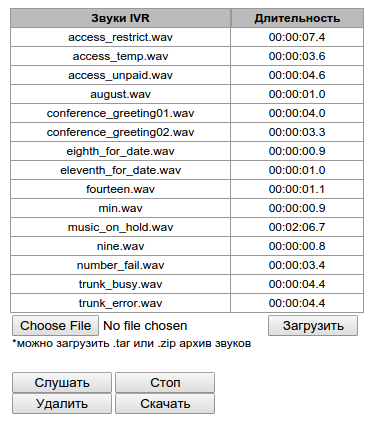 Звуки IVR Длительность
access_restrict.wav 00:00:07.4
access_temp.wav 00:00:03.6
access_unpaid.wav 00:00:04.6
august.wav 00:00:01.0
conference_greeting01.wav 00:00:04.0
conference_greeting02.wav 00:00:03.3
eighth_for_date.wav 00:00:00.9
eleventh_for_date.wav 00:00:01.0
fourteen.wav 00:00:01.1
min.wav 00:00:00.9
music_on_hold.wav 00:02:06.7
nine.wav 00:00:00.8
number_fail.wav 00:00:03.4
trunk_busy.wav 00:00:04.4
trunk_error.wav 00:00:04.4
Choose File No file chosen Загрузить
*можно загрузить .tar или .zip архив звуков
Слушать Стоп
Удалить Скачать